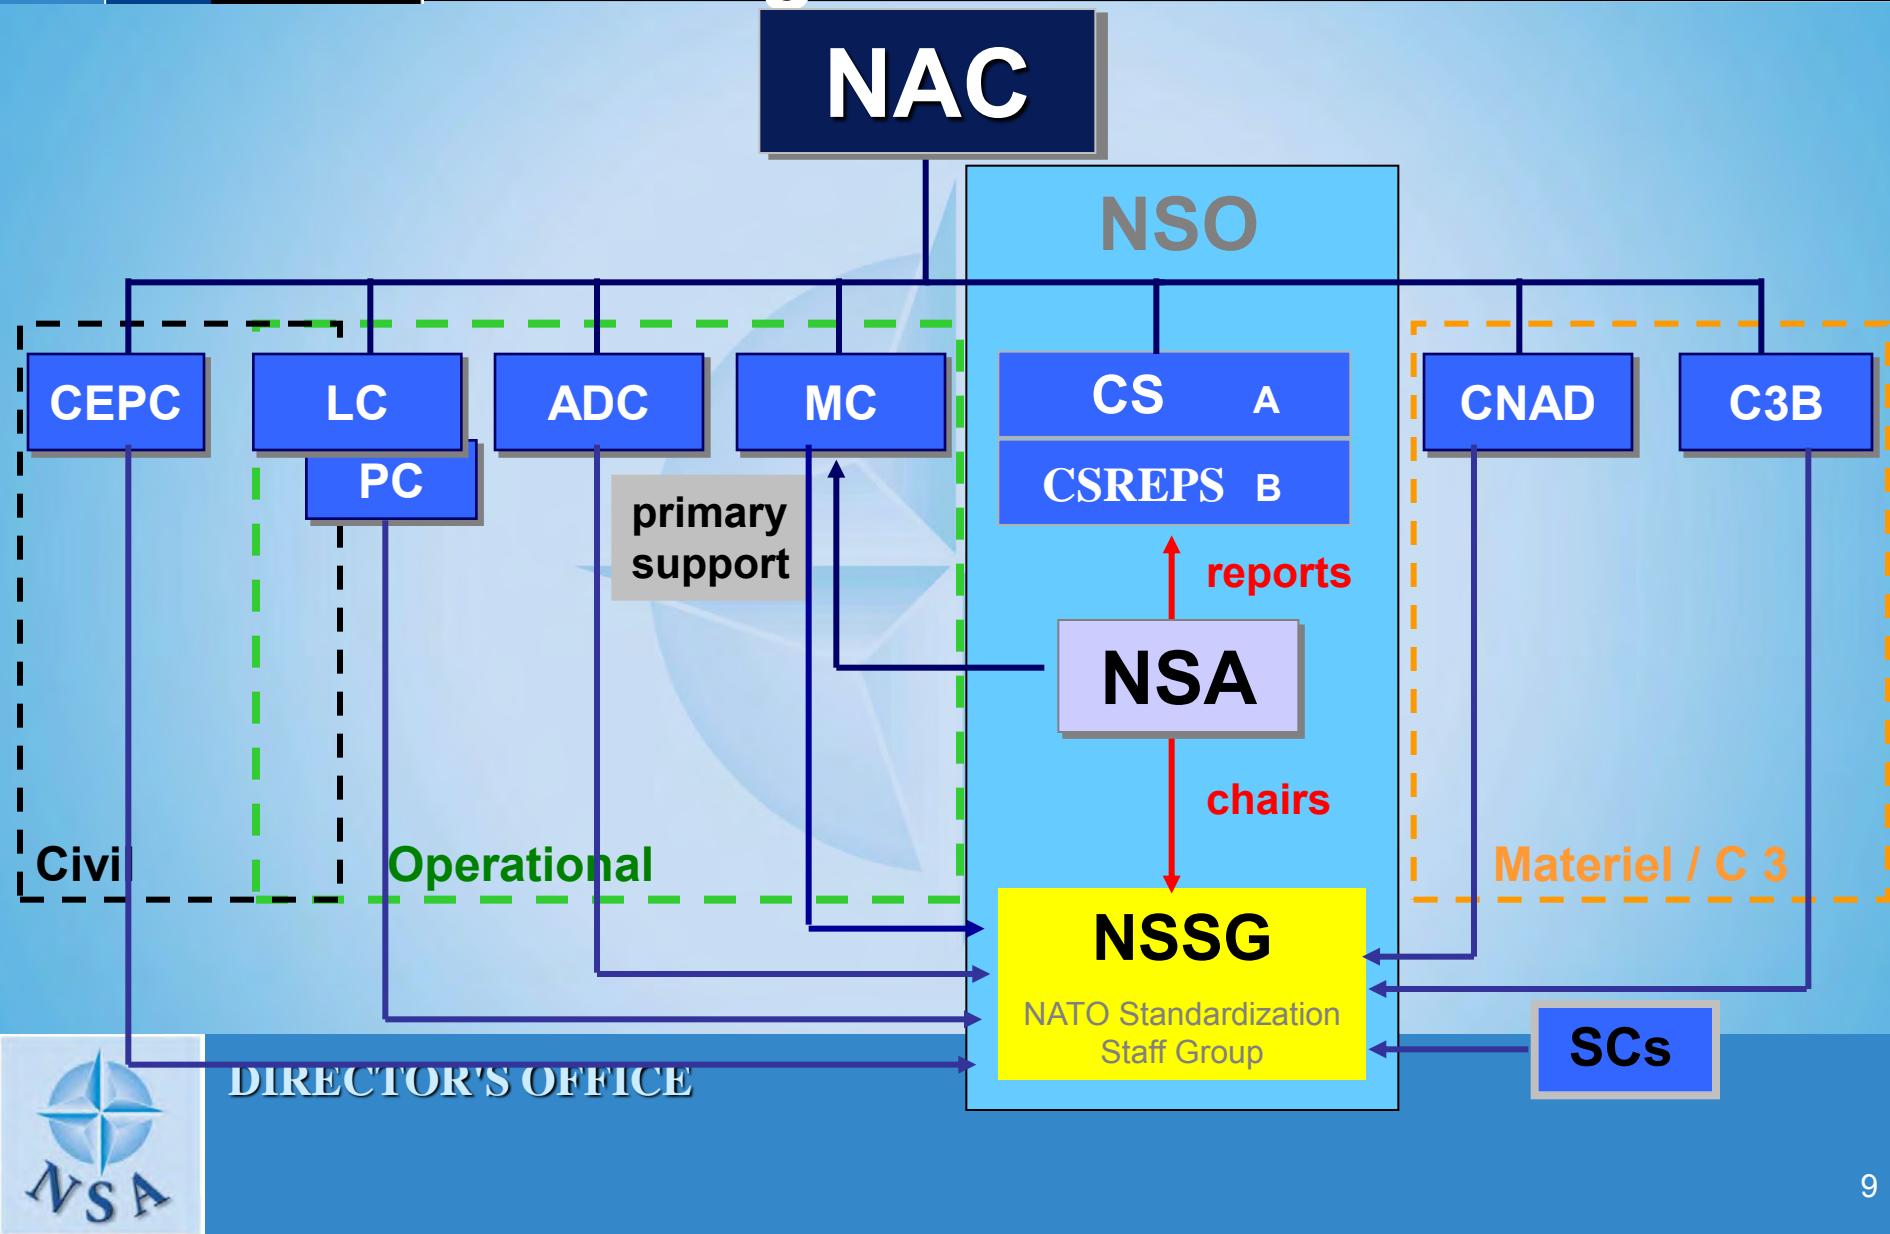 NAC
NSO
CEPC
LC
ADC
MC
CS A
CNAD
C3B
PC
CSREPS B
primary
support
reports
NSA
chairs
Civil
Operational
Materiel / C 3
NSSG
NATO Standardization
Staff Group
SCs
DIRECTOR'S OFFICE
NSA
9